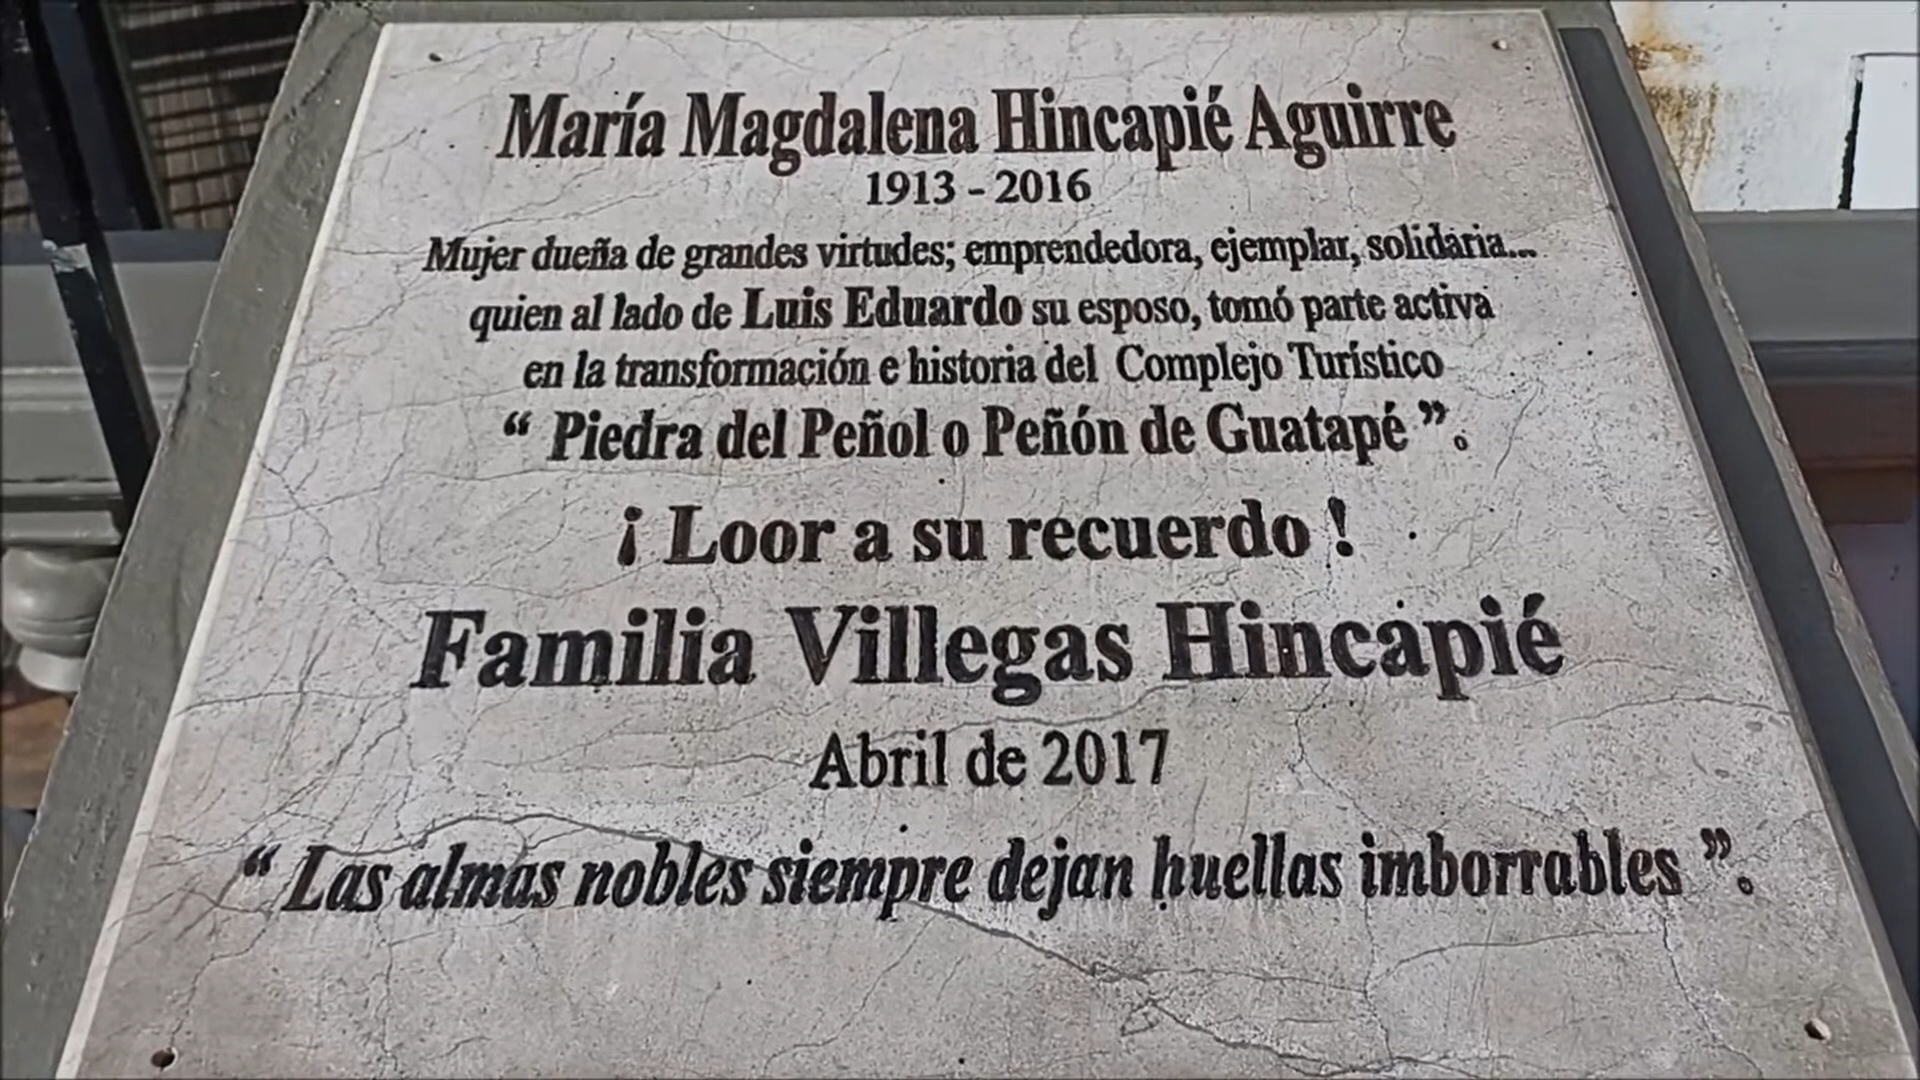 María Magdalena Hincapié Aguirre
1913 - 2016
Mujer dueña de grandes virtudes; emprendedora, ejemplar, solidaria...
quien al lado de Luis Eduardo su esposo, tomó parte activa
en la transformación e historia del Complejo Turístico
“ Piedra del Peñol o Peñón de Guatapé ”.
¡ Loor a su recuerdo !
Familia Villegas Hincapié
Abril de 2017
“ Las almas nobles siempre dejan huellas imborrables ”.